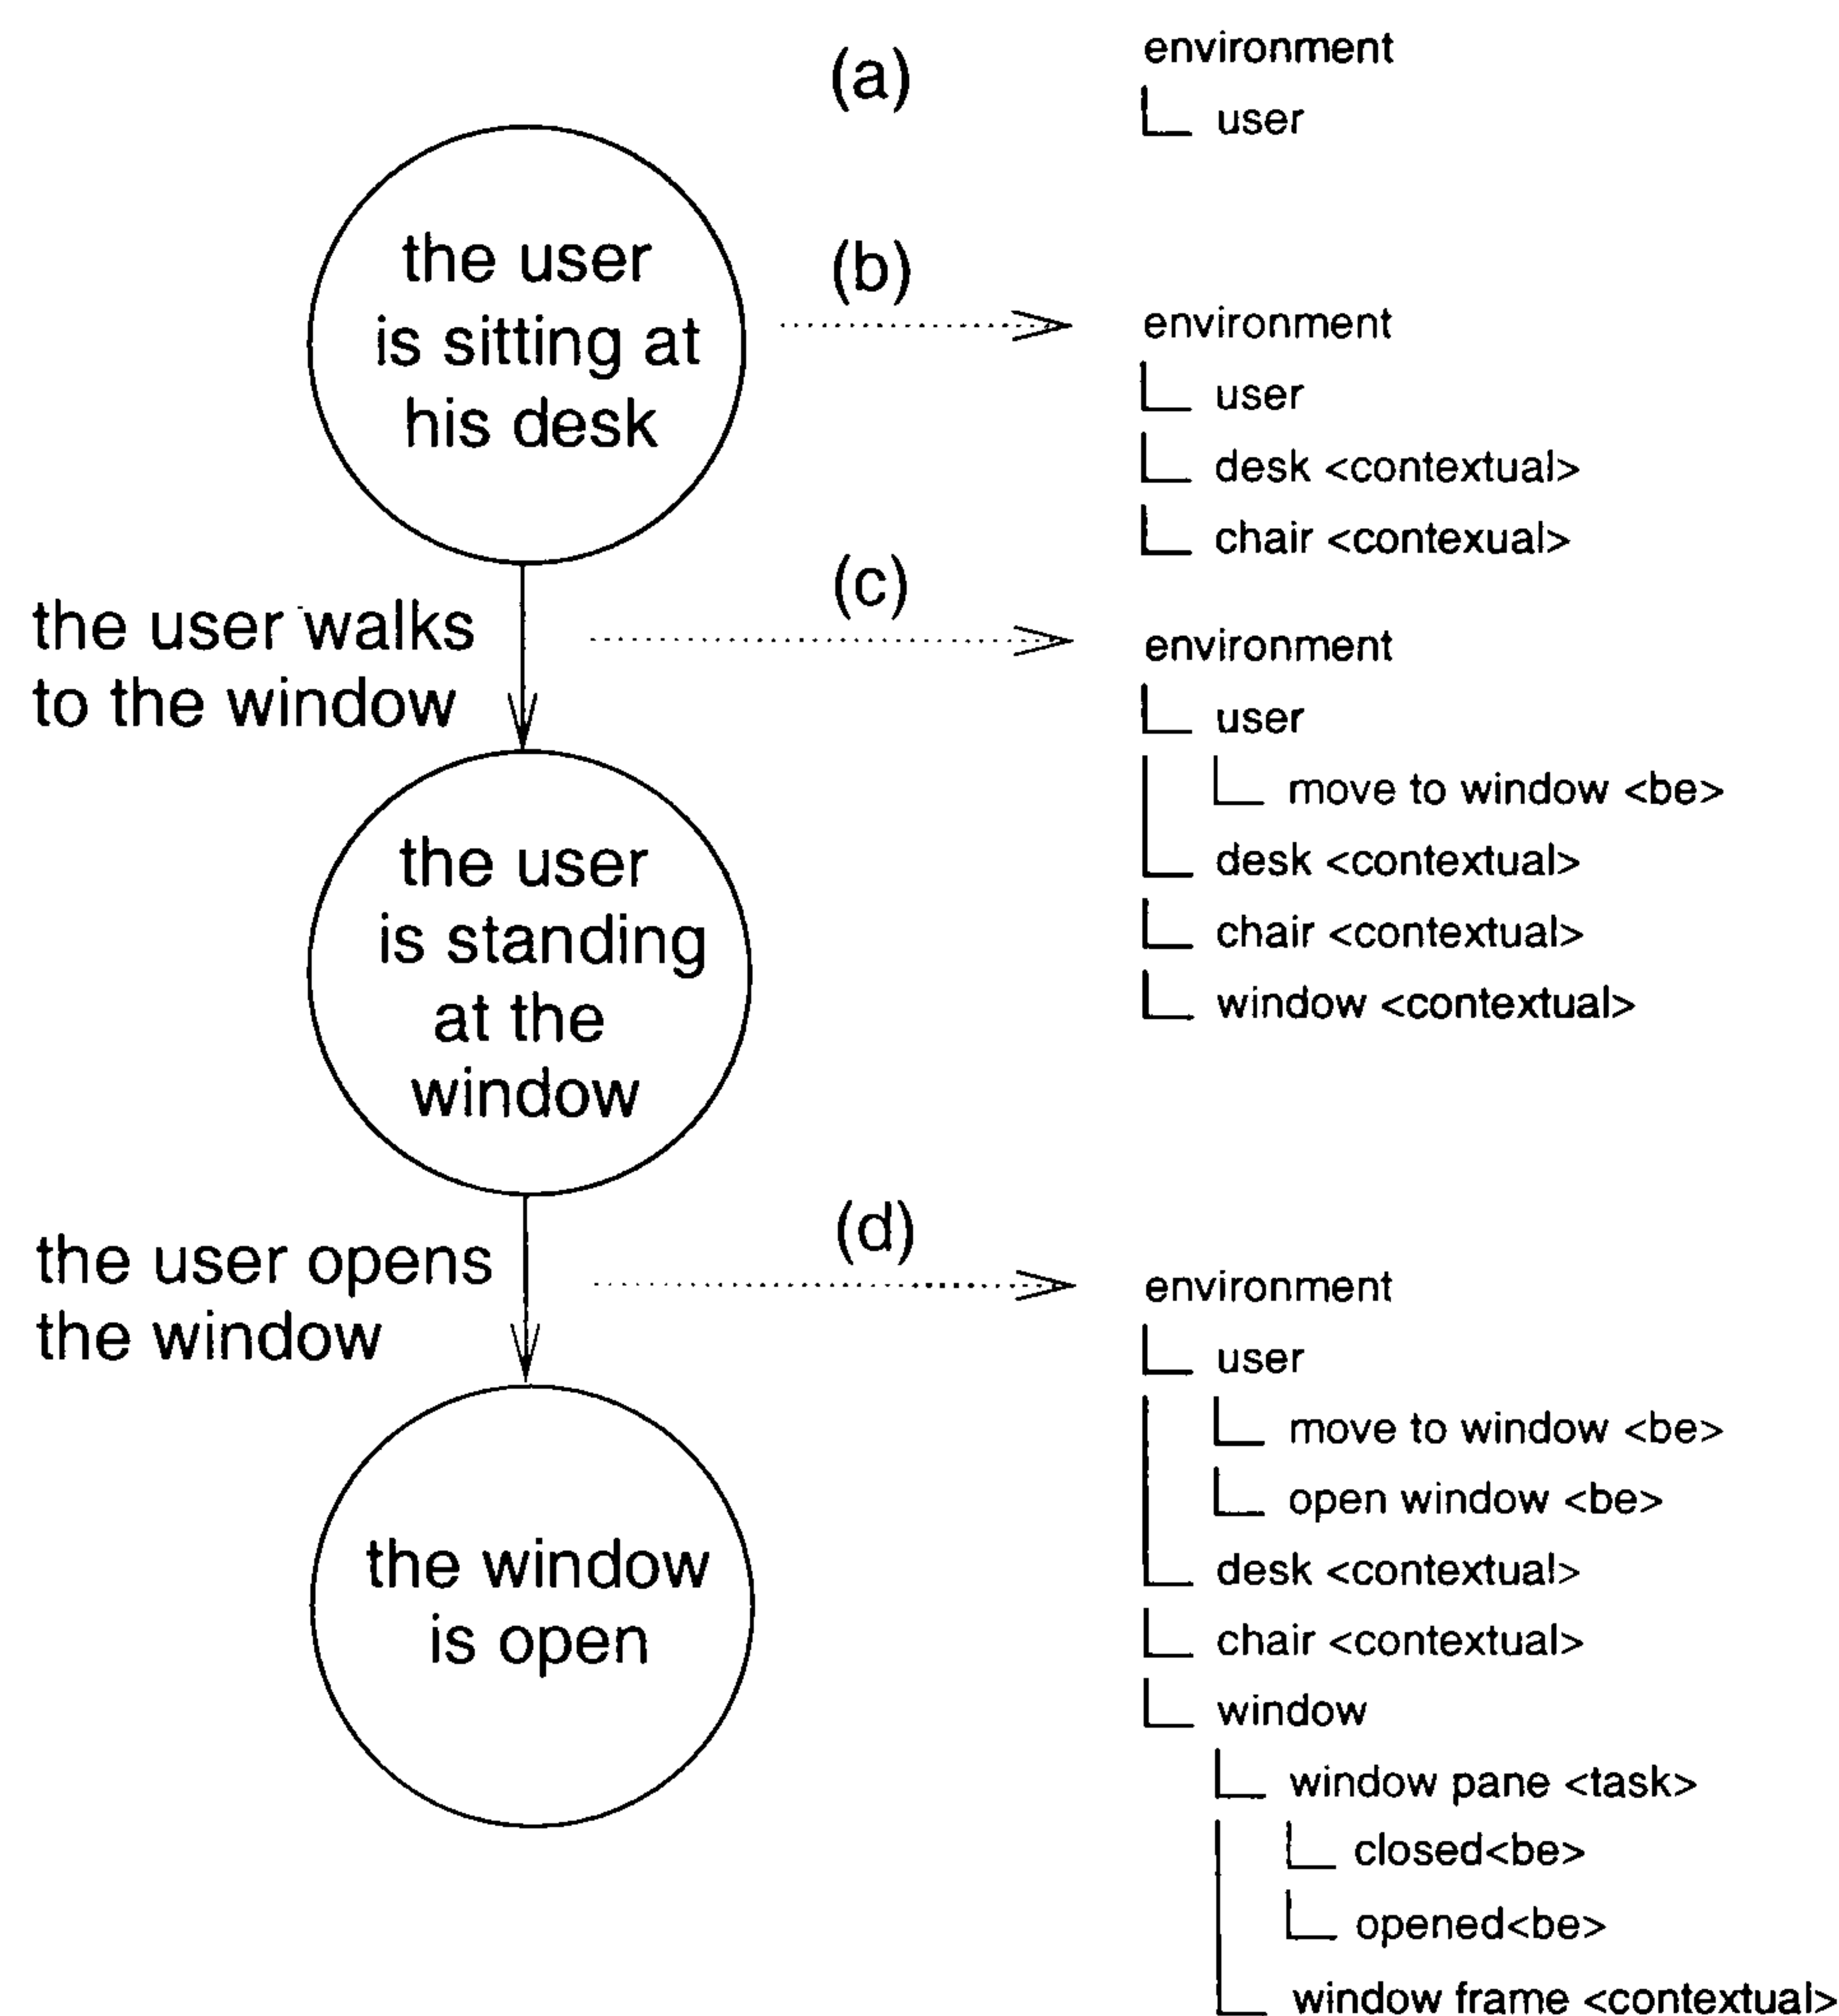 (a)
environment
user
the user
is sitting at
his desk
(b)
environment
user
desk <contextual>
chair <contexual>
the user walks
to the window
(c)
environment
user
move to window <be>
desk <contextual>
chair <contextual>
window <contextual>
the user
is standing
at the
window
the user opens
the window
(d)
environment
user
move to window <be>
open window <be>
desk <contextual>
chair <contextual>
window
window pane <task>
closed<be>
opened<be>
window frame <contextual>
the window
is open